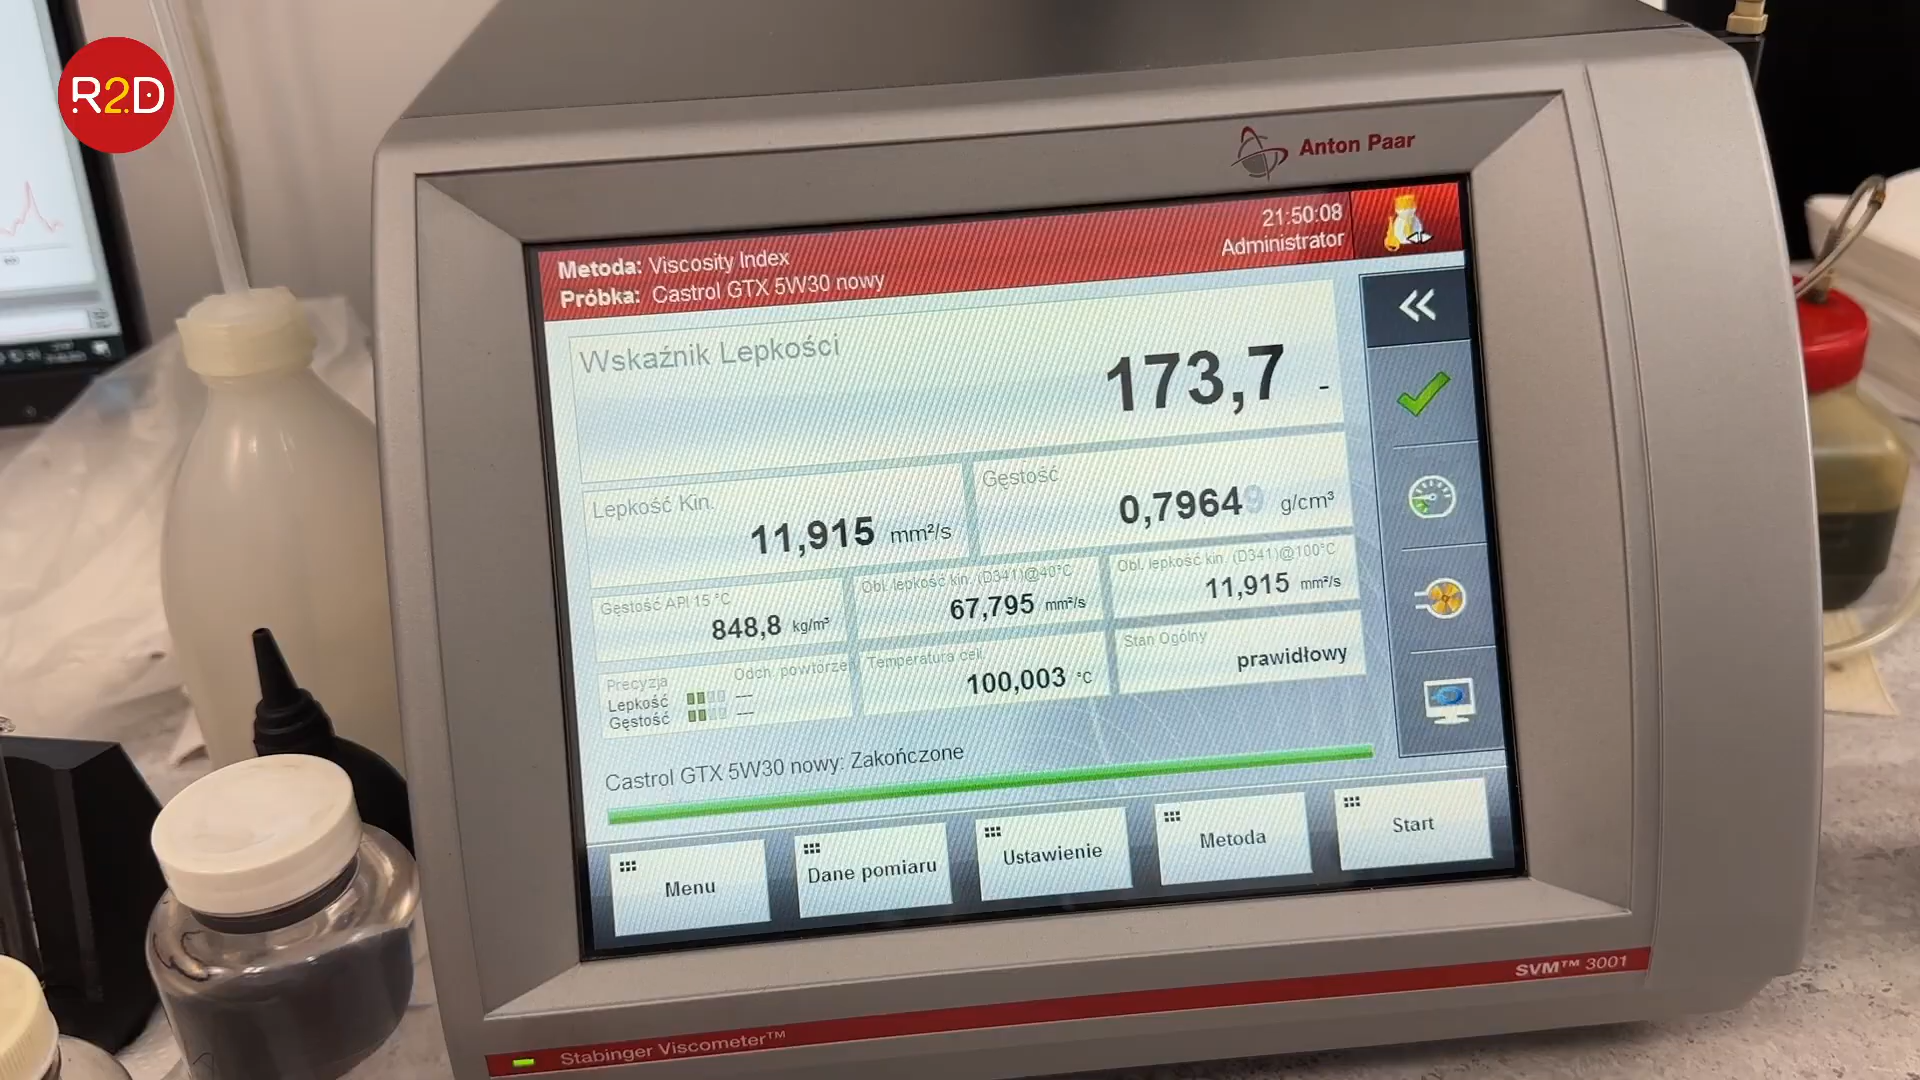 R2D
Anton Paar
21:50:08
Administrator
Metoda: Viscosity Index
Próbka: Castrol GTX 5W30 nowy
Wskaźnik Lepkości
173,7 -
Lepkość Kin.
11,915 mm²/s
Gęstość
0,79649 g/cm³
Gęstość API 15 °C
848,8 kg/m³
Obl. lepkość kin. (D341)@40°C
67,795 mm²/s
Obl. lepkość kin. (D341)@100°C
11,915 mm²/s
Precyzja
Odch. powtórzeń
Lepkość ---
Gęstość ---
Temperatura celi
100,003 °C
Stan Ogólny
prawidłowy
Castrol GTX 5W30 nowy: Zakończone
Menu
Dane pomiaru
Ustawienie
Metoda
Start
SVM™ 3001
Stabinger Viscometer™